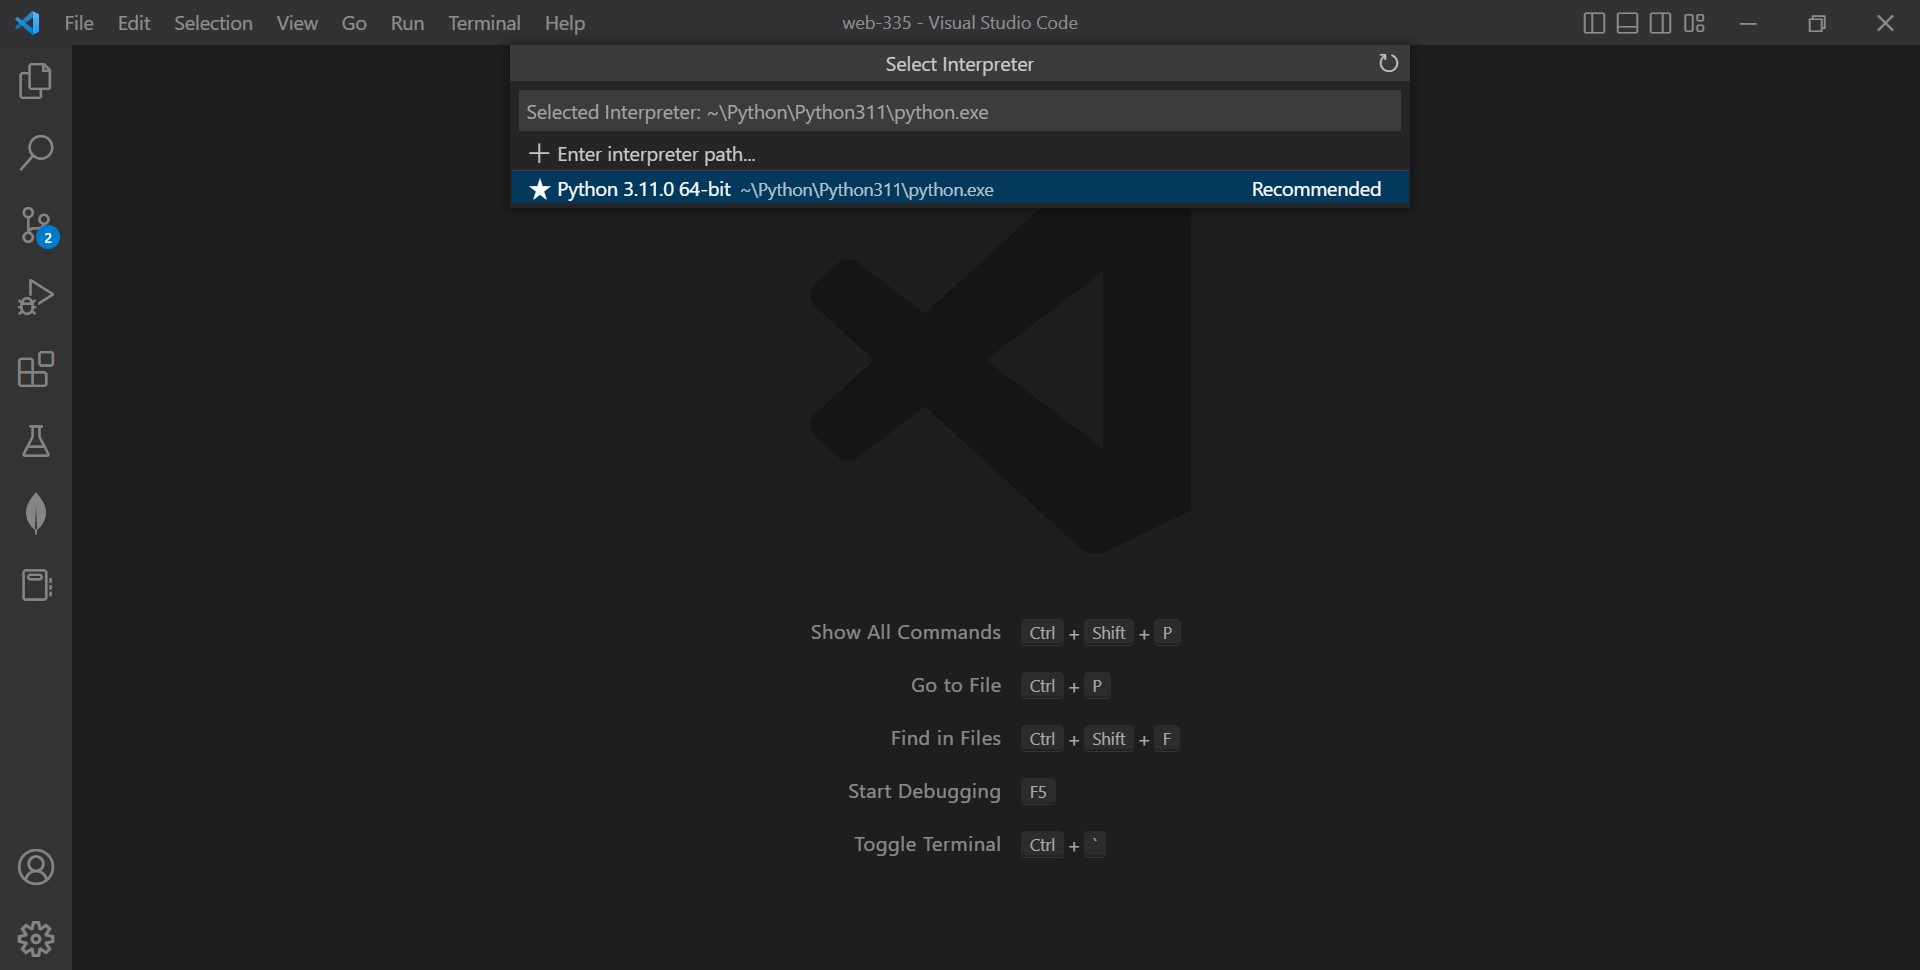 File Edit Selection View Go Run Terminal Help web-335 - Visual Studio Code
Select Interpreter
Selected Interpreter: ~\Python\Python311\python.exe
Enter interpreter path...
Python 3.11.0 64-bit ~\Python\Python311\python.exe Recommended
2
Show All Commands Ctrl + Shift + P
Go to File Ctrl + P
Find in Files Ctrl + Shift + F
Start Debugging F5
Toggle Terminal Ctrl + `